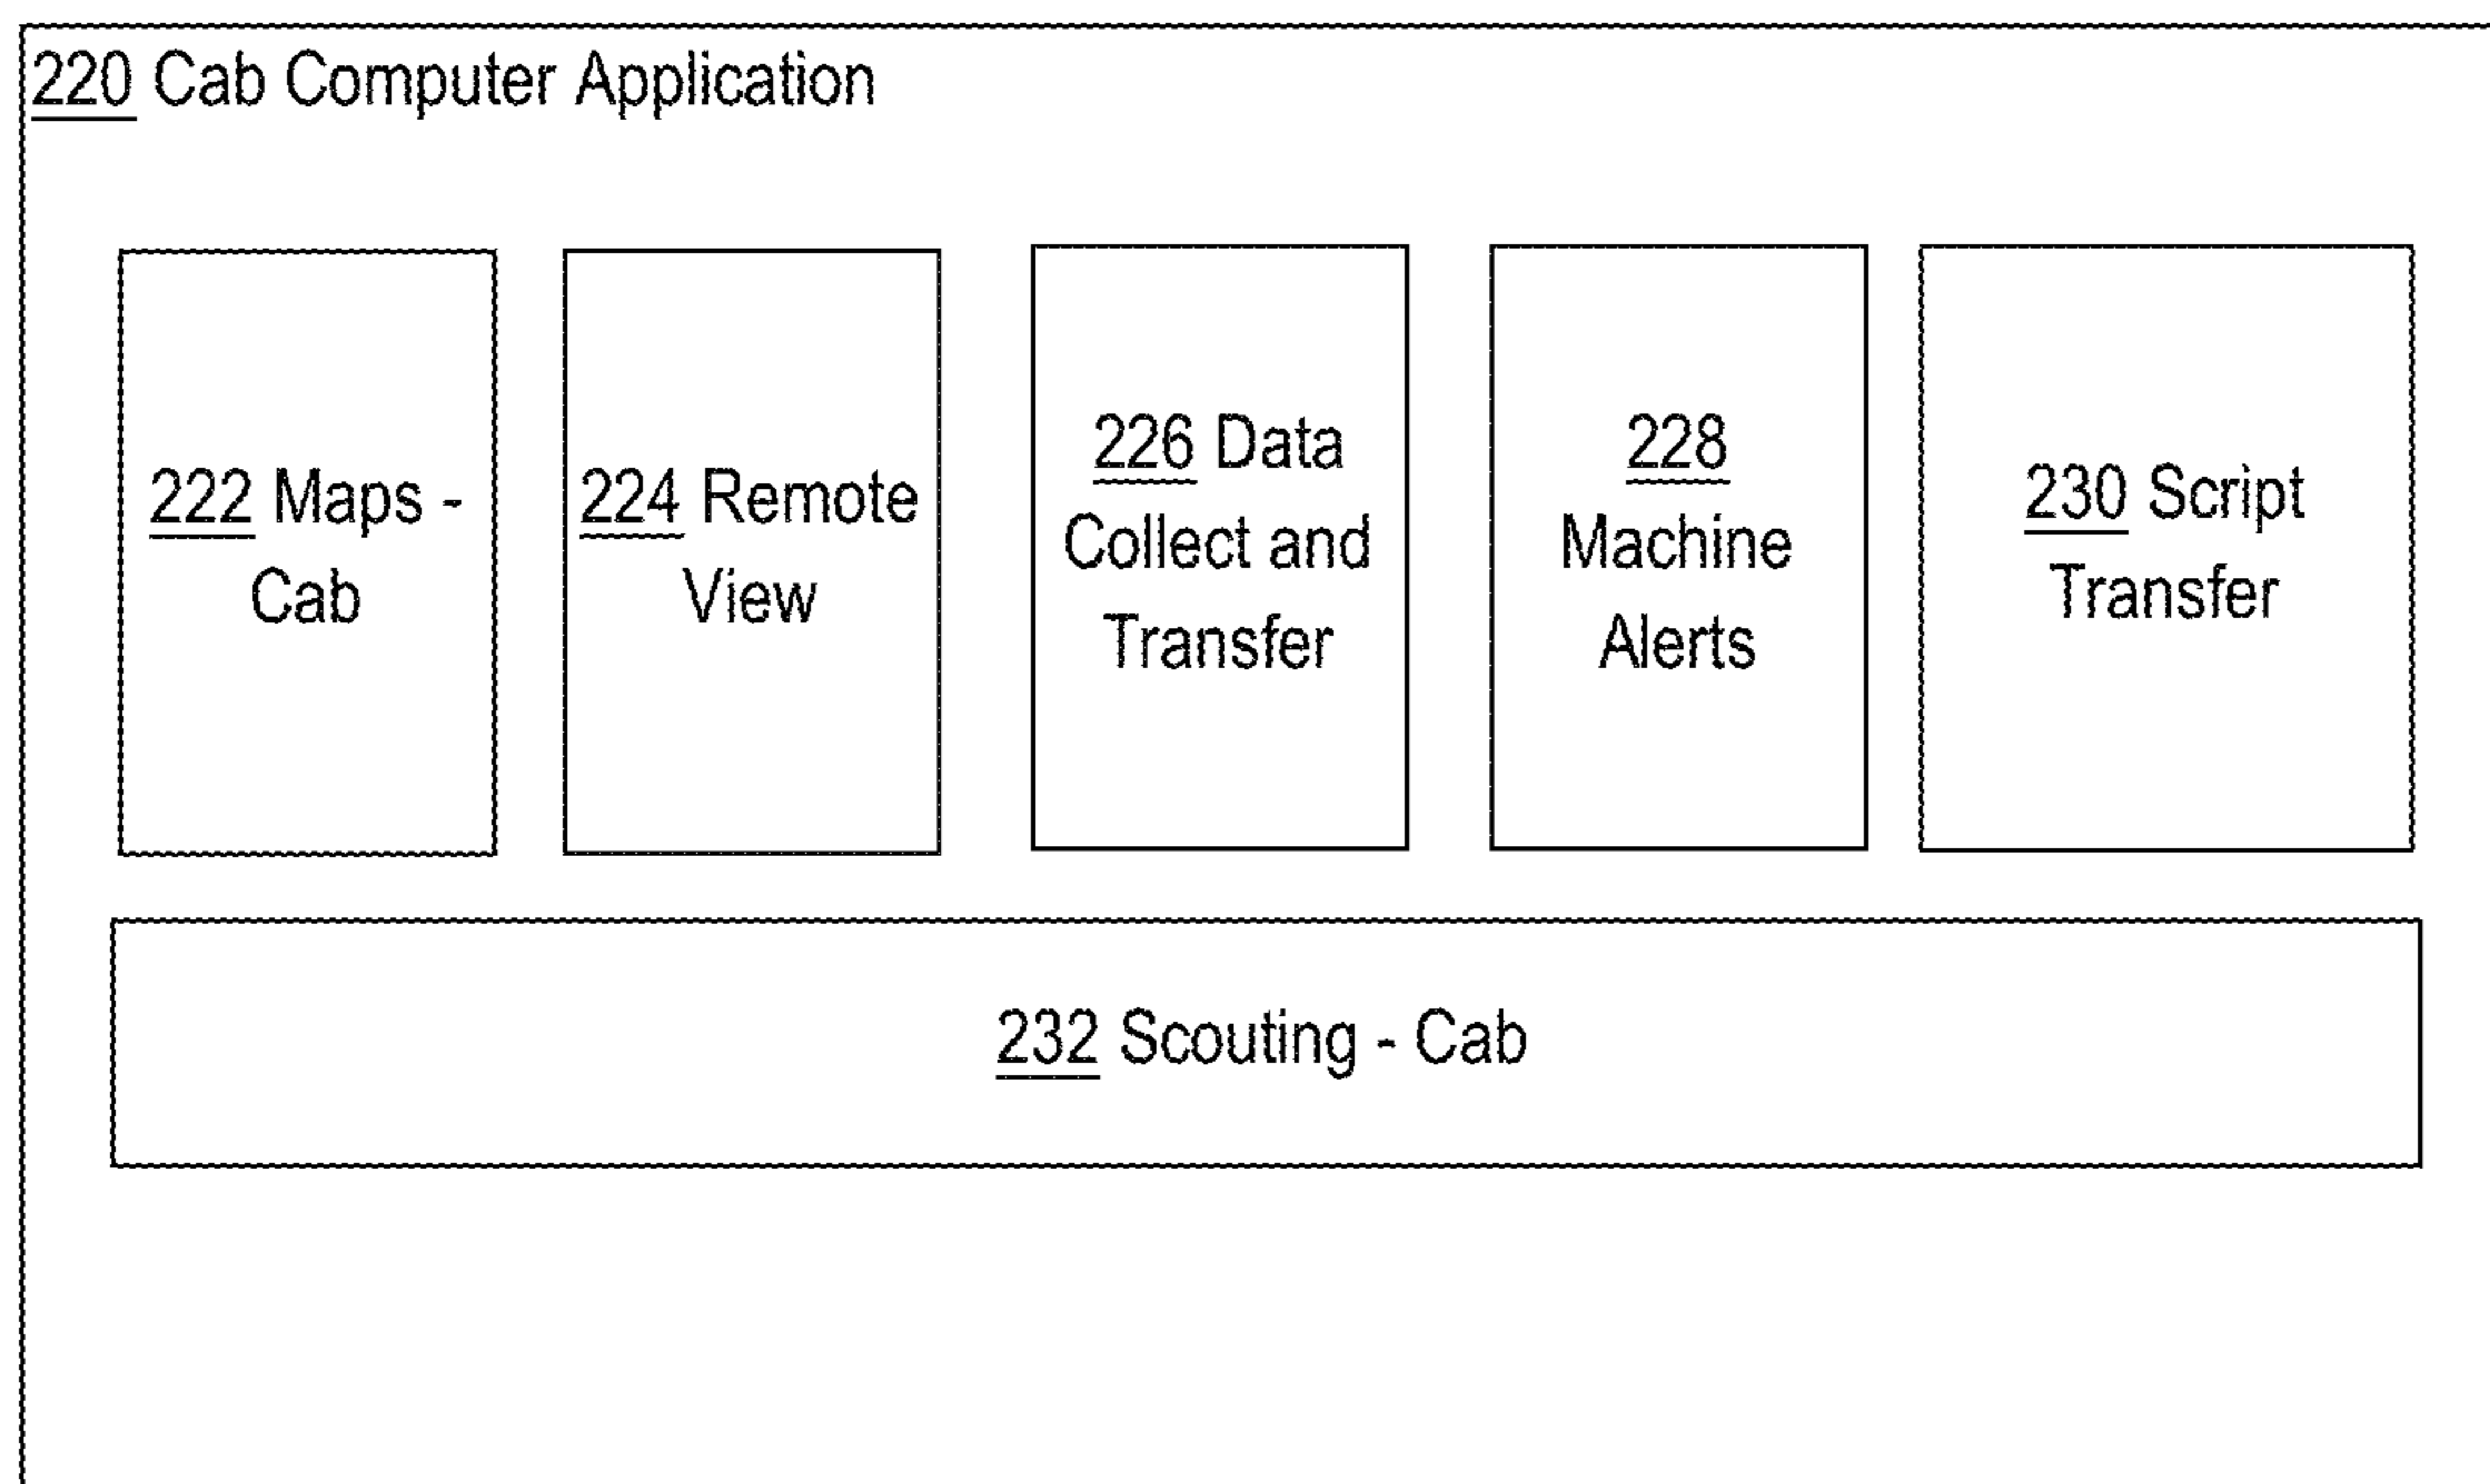 220 Cab Computer Application
222 Maps -
Cab
224 Remote
View
226 Data
Collect and
Transfer
228
Machine
Alerts
230 Script
Transfer
232 Scouting - Cab